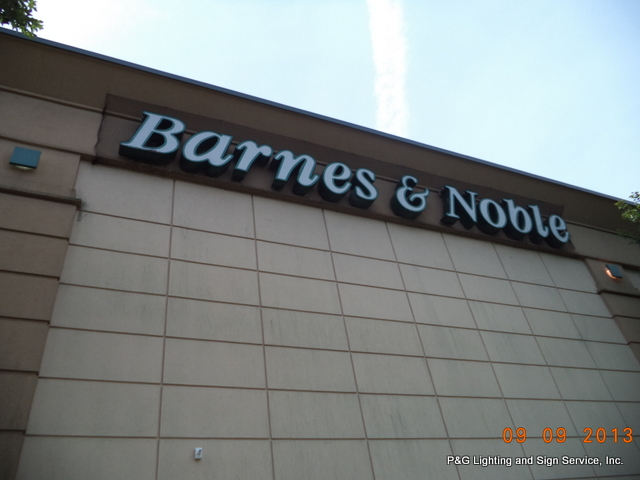 Barnes & Noble
09 09 2013
P&G Lighting and Sign Service, Inc.